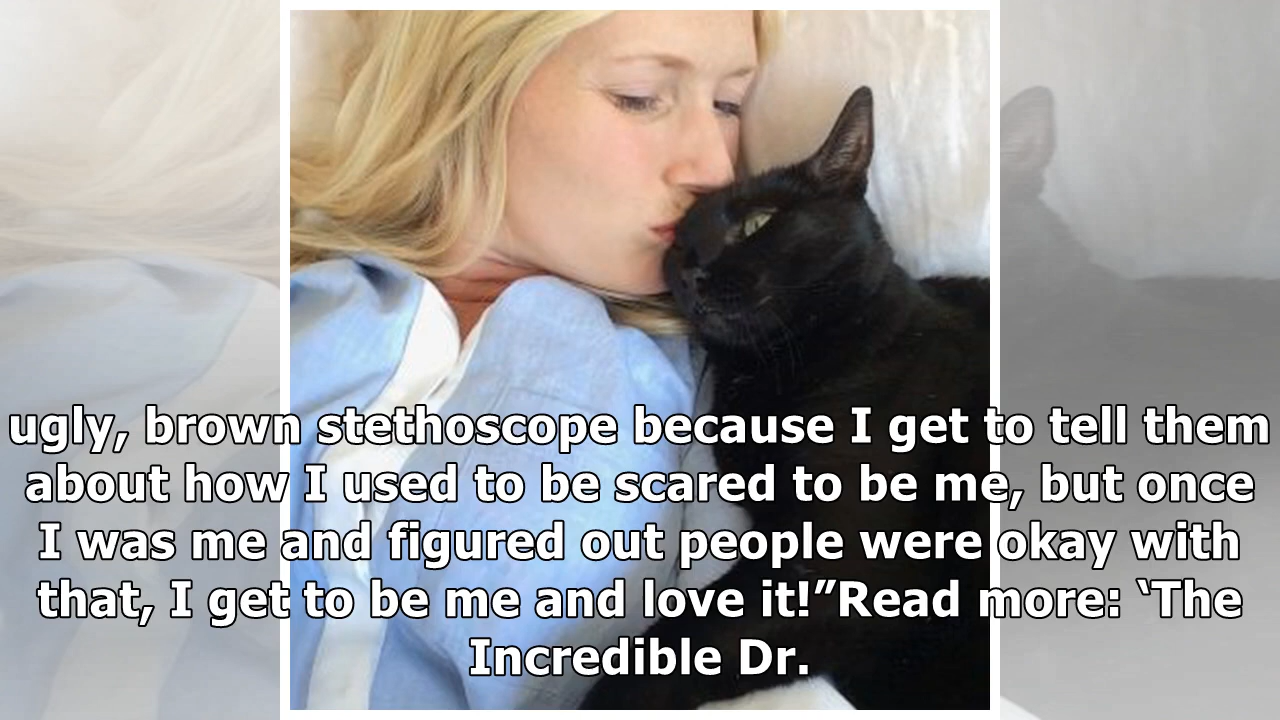 ugly, brown stethoscope because I get to tell them
about how I used to be scared to be me, but once
I was me and figured out people were okay with
that, I get to be me and love it!”Read more: ‘The
Incredible Dr.